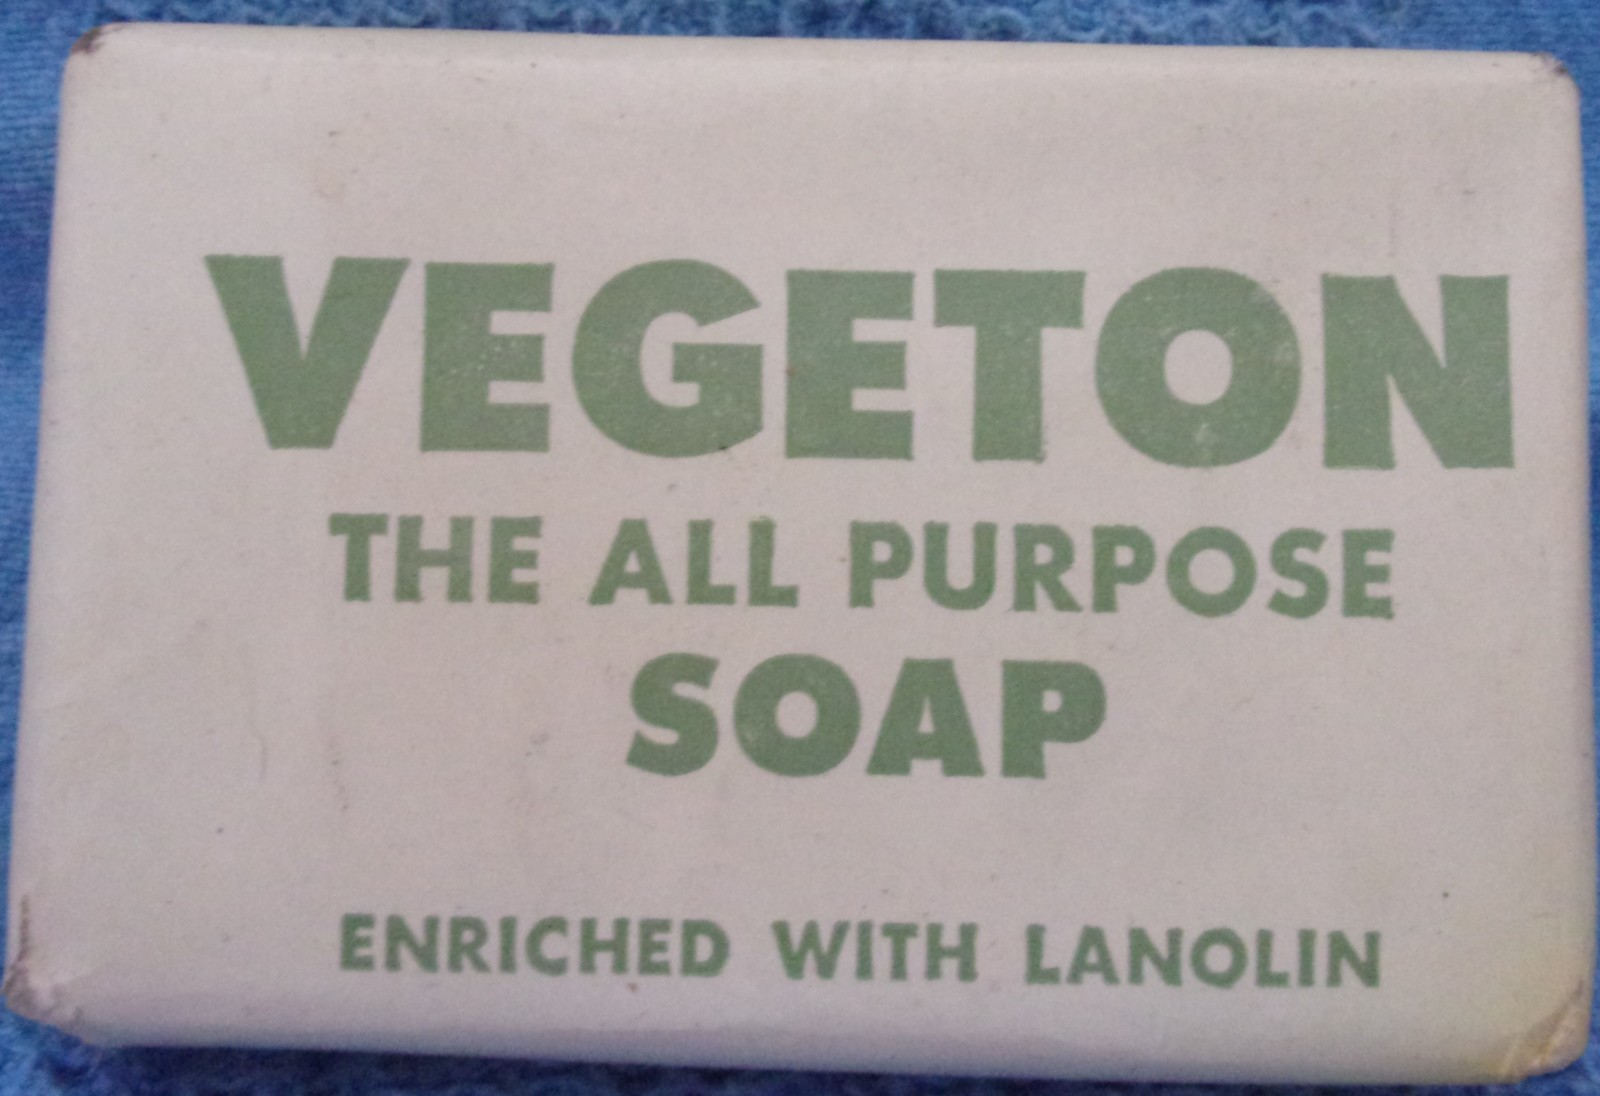 VEGETON
THE ALL PURPOSE
SOAP
ENRICHED WITH LANOLIN